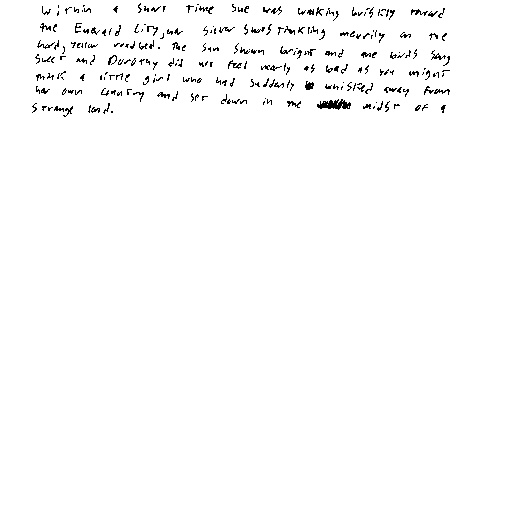 Within a short time she was walking briskly toward
the Emerald City, her silver shoes tinkling merrily on the
hard, yellow roadbed. The sun shown bright and the birds sang
sweet and Dorothy did not feel nearly as bad as you might
think a little girl who had suddenly whisked away from
her own country and set down in the midst of a
strange land.